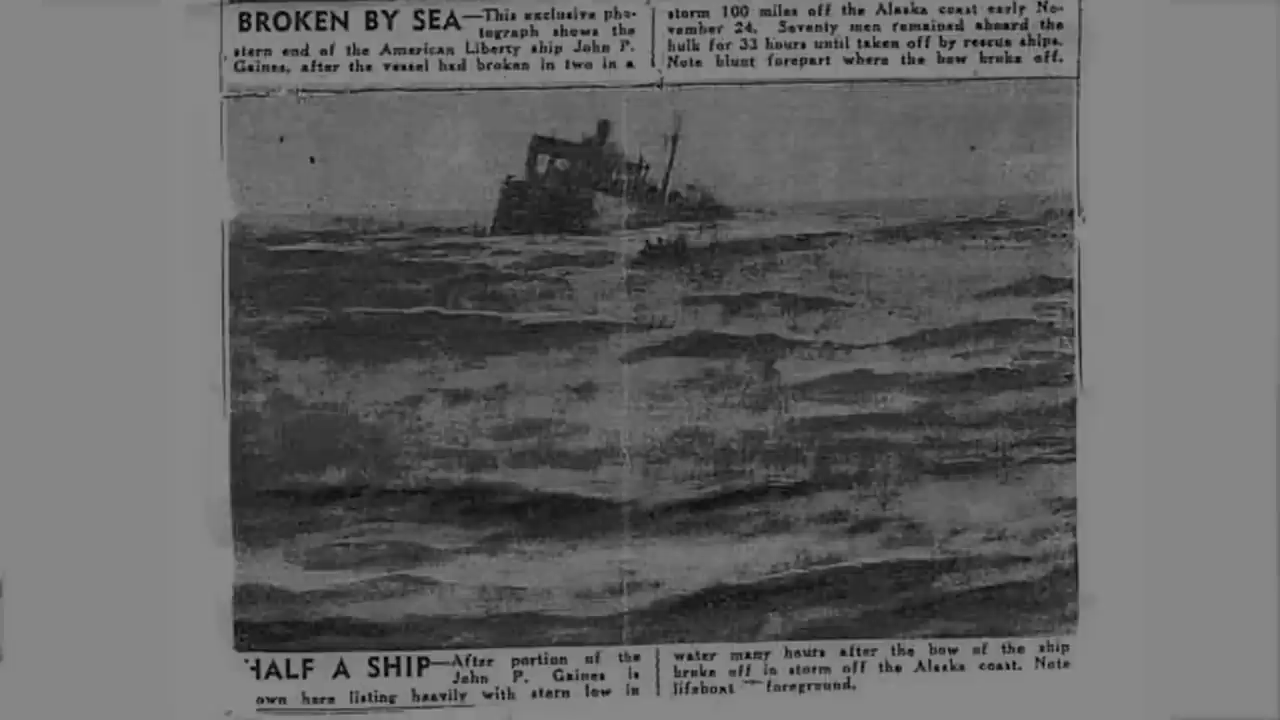 BROKEN BY SEA—This exclusive pho-
tograph shows the
stern end of the American Liberty ship John P.
Gaines, after the vessel had broken in two in a
storm 100 miles off the Alaska coast early No-
vember 24. Seventy men remained aboard the
hulk for 33 hours until taken off by rescue ships.
Note blunt forepart where the bow broke off.
HALF A SHIP—After portion of the
John P. Gaines is
own here listing heavily with stern low in
water many hours after the bow of the ship
broke off in storm off the Alaska coast. Note
lifeboat foreground.